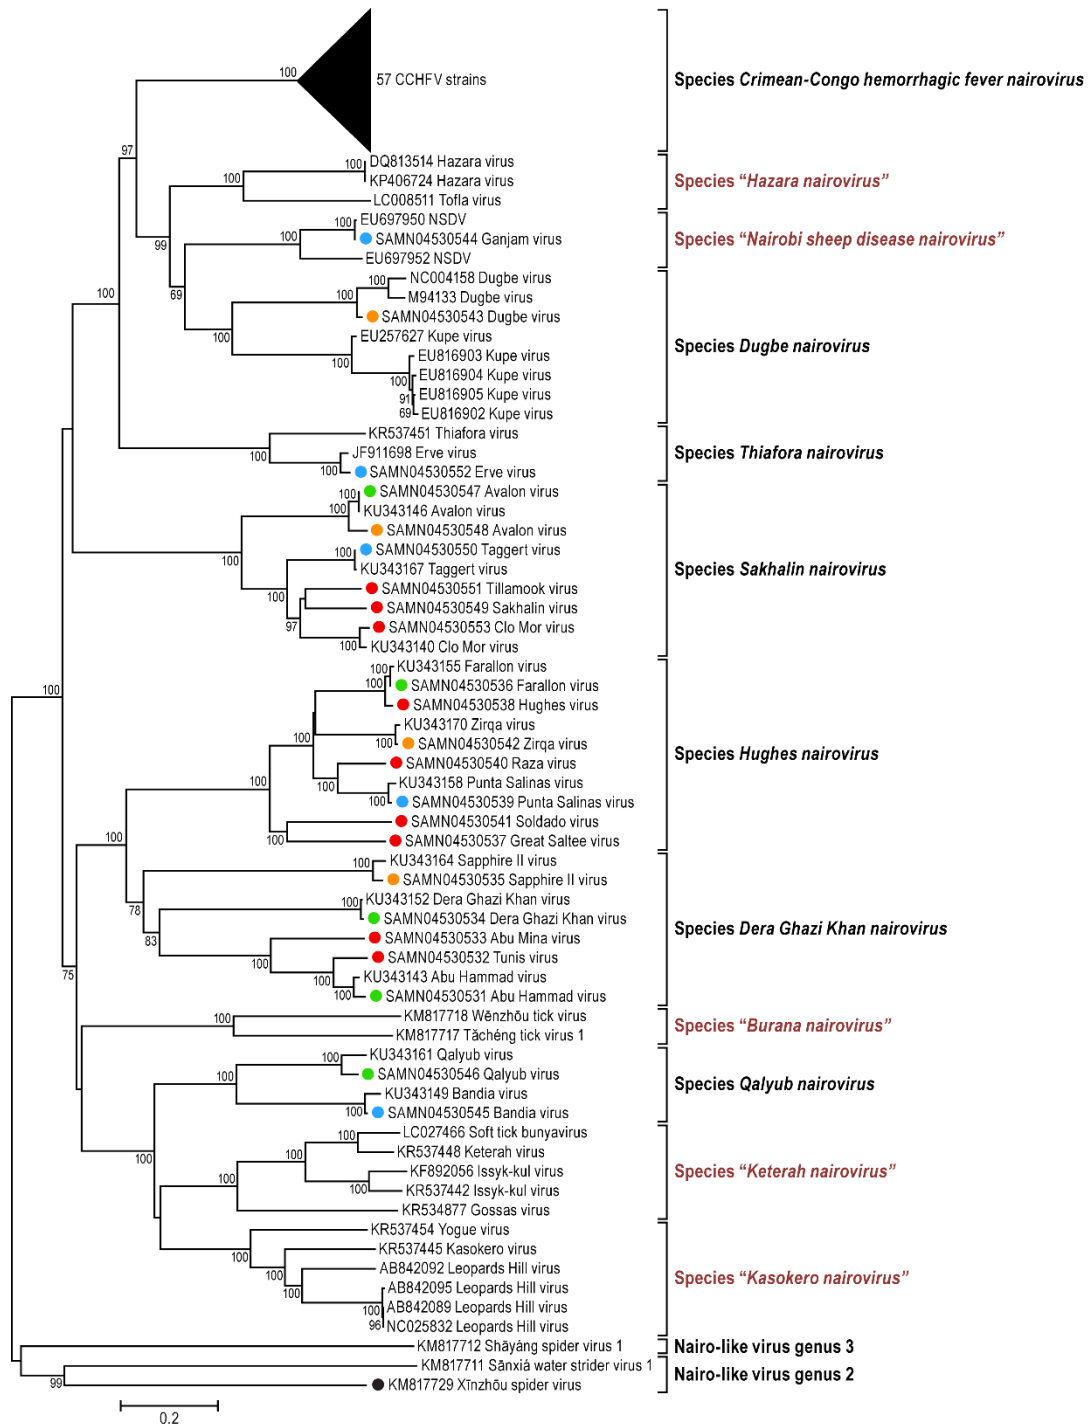 100
57 CCHFV strains
Species Crimean-Congo hemorrhagic fever nairovirus
97
DQ813514 Hazara virus
100
KP406724 Hazara virus
Species “Hazara nairovirus”
100
LC008511 Tofla virus
99
EU697950 NSDV
100
SAMN04530544 Ganjam virus
Species “Nairobi sheep disease nairovirus”
100
EU697952 NSDV
69
100
NC004158 Dugbe virus
100
M94133 Dugbe virus
100
SAMN04530543 Dugbe virus
100
EU257627 Kupe virus
Species Dugbe nairovirus
100
EU816903 Kupe virus
100
EU816904 Kupe virus
91
EU816905 Kupe virus
69
EU816902 Kupe virus
KR537451 Thiafora virus
100
JF911698 Erve virus
Species Thiafora nairovirus
100
SAMN04530552 Erve virus
100
SAMN04530547 Avalon virus
100
KU343146 Avalon virus
SAMN04530548 Avalon virus
100
SAMN04530550 Taggert virus
100
KU343167 Taggert virus
Species Sakhalin nairovirus
100
SAMN04530551 Tillamook virus
SAMN04530549 Sakhalin virus
97
SAMN04530553 Clo Mor virus
100
KU343140 Clo Mor virus
100
KU343155 Farallon virus
100
SAMN04530536 Farallon virus
100
SAMN04530538 Hughes virus
KU343170 Zirqa virus
100
SAMN04530542 Zirqa virus
Species Hughes nairovirus
100
SAMN04530540 Raza virus
100
KU343158 Punta Salinas virus
100
SAMN04530539 Punta Salinas virus
100
SAMN04530541 Soldado virus
100
SAMN04530537 Great Saltee virus
100
KU343164 Sapphire II virus
100
SAMN04530535 Sapphire II virus
78
KU343152 Dera Ghazi Khan virus
100
SAMN04530534 Dera Ghazi Khan virus
Species Dera Ghazi Khan nairovirus
83
SAMN04530533 Abu Mina virus
100
SAMN04530532 Tunis virus
75
100
KU343143 Abu Hammad virus
100
SAMN04530531 Abu Hammad virus
100
KM817718 Wēnzhōu tick virus
Species “Burana nairovirus”
KM817717 Tǎchéng tick virus 1
100
KU343161 Qalyub virus
100
SAMN04530546 Qalyub virus
Species Qalyub nairovirus
KU343149 Bandia virus
100
SAMN04530545 Bandia virus
100
LC027466 Soft tick bunyavirus
100
KR537448 Keterah virus
100
100
KF892056 Issyk-kul virus
Species “Keterah nairovirus”
100
KR537442 Issyk-kul virus
KR534877 Gossas virus
KR537454 Yogue virus
100
KR537445 Kasokero virus
100
AB842092 Leopards Hill virus
Species “Kasokero nairovirus”
100
AB842095 Leopards Hill virus
100
AB842089 Leopards Hill virus
96
NC025832 Leopards Hill virus
KM817712 Shāyáng spider virus 1
Nairo-like virus genus 3
KM817711 Sānxiá water strider virus 1
Nairo-like virus genus 2
99
KM817729 Xīnzhōu spider virus
0.2